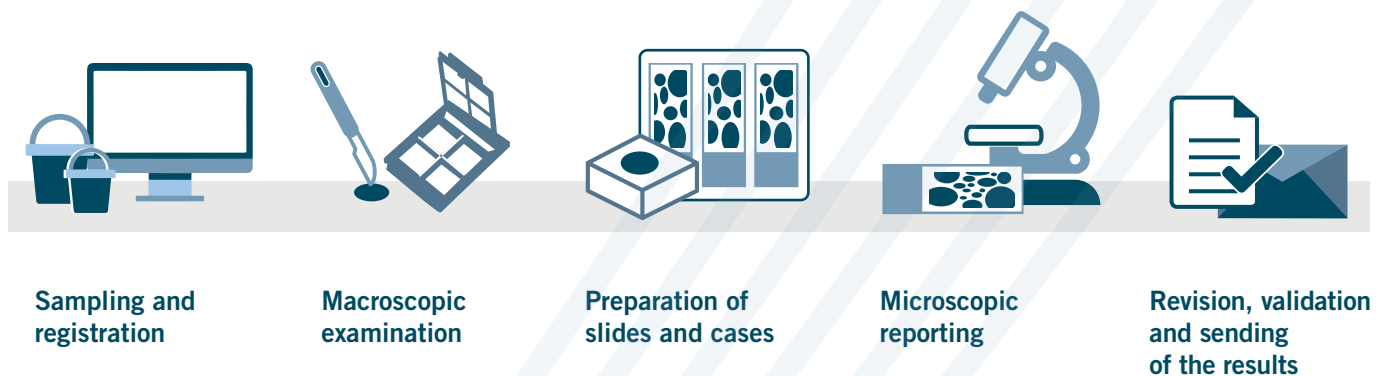 Sampling and
registration
Macroscopic
examination
Preparation of
slides and cases
Microscopic
reporting
Revision, validation
and sending
of the results